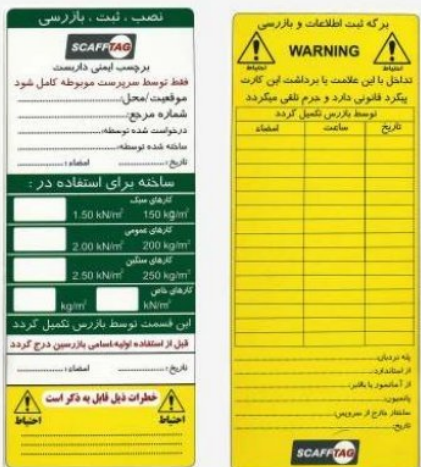 نصب ، ثبت ، بازرسی
SCAFFTAG
برچسب ایمنی داربست
فقط توسط سرپرست مربوطه کامل شود
موقعیت/محل:
شماره مرجع:
درخواست شده توسط:
ساخته شده توسط:
تاریخ: امضاء:
ساخته برای استفاده در :
کارهای سبک
1.50 kN/m² 150 kg/m²
کارهای عمومی
2.00 kN/m² 200 kg/m²
کارهای سنگین
2.50 kN/m² 250 kg/m²
کارهای خاص
kg/m² kN/m²
این قسمت توسط بازرس تکمیل گردد
قبل از استفاده اولیه اسامی بازرسین درج گردد
تاریخ: امضاء:
خطرات ذیل قابل به ذکر است
احتیاط احتیاط
برگه ثبت اطلاعات و بازرسی
WARNING
احتیاط احتیاط
تداخل با این علامت یا برداشت این کارت
پیگرد قانونی دارد و جرم تلقی میگردد
توسط بازرس تکمیل گردد
تاریخ ساعت امضاء
پله نردبان:
از استاندارد:
پانسیون:
ساختار خارج از سرویس:
تاریخ:
SCAFFTAG